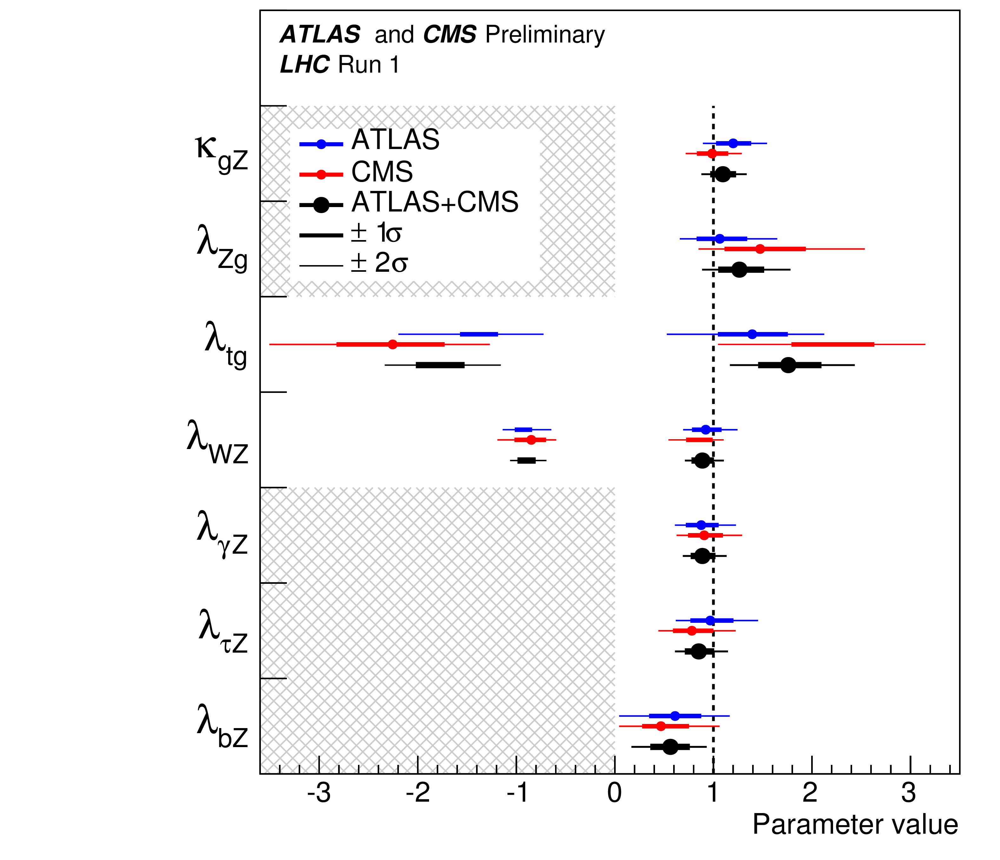 ATLAS and CMS Preliminary
LHC Run 1
κgZ
ATLAS
CMS
ATLAS+CMS
± 1σ
± 2σ
λZg
λtg
λWZ
λγZ
λτZ
λbZ
-3 -2 -1 0 1 2 3
Parameter value